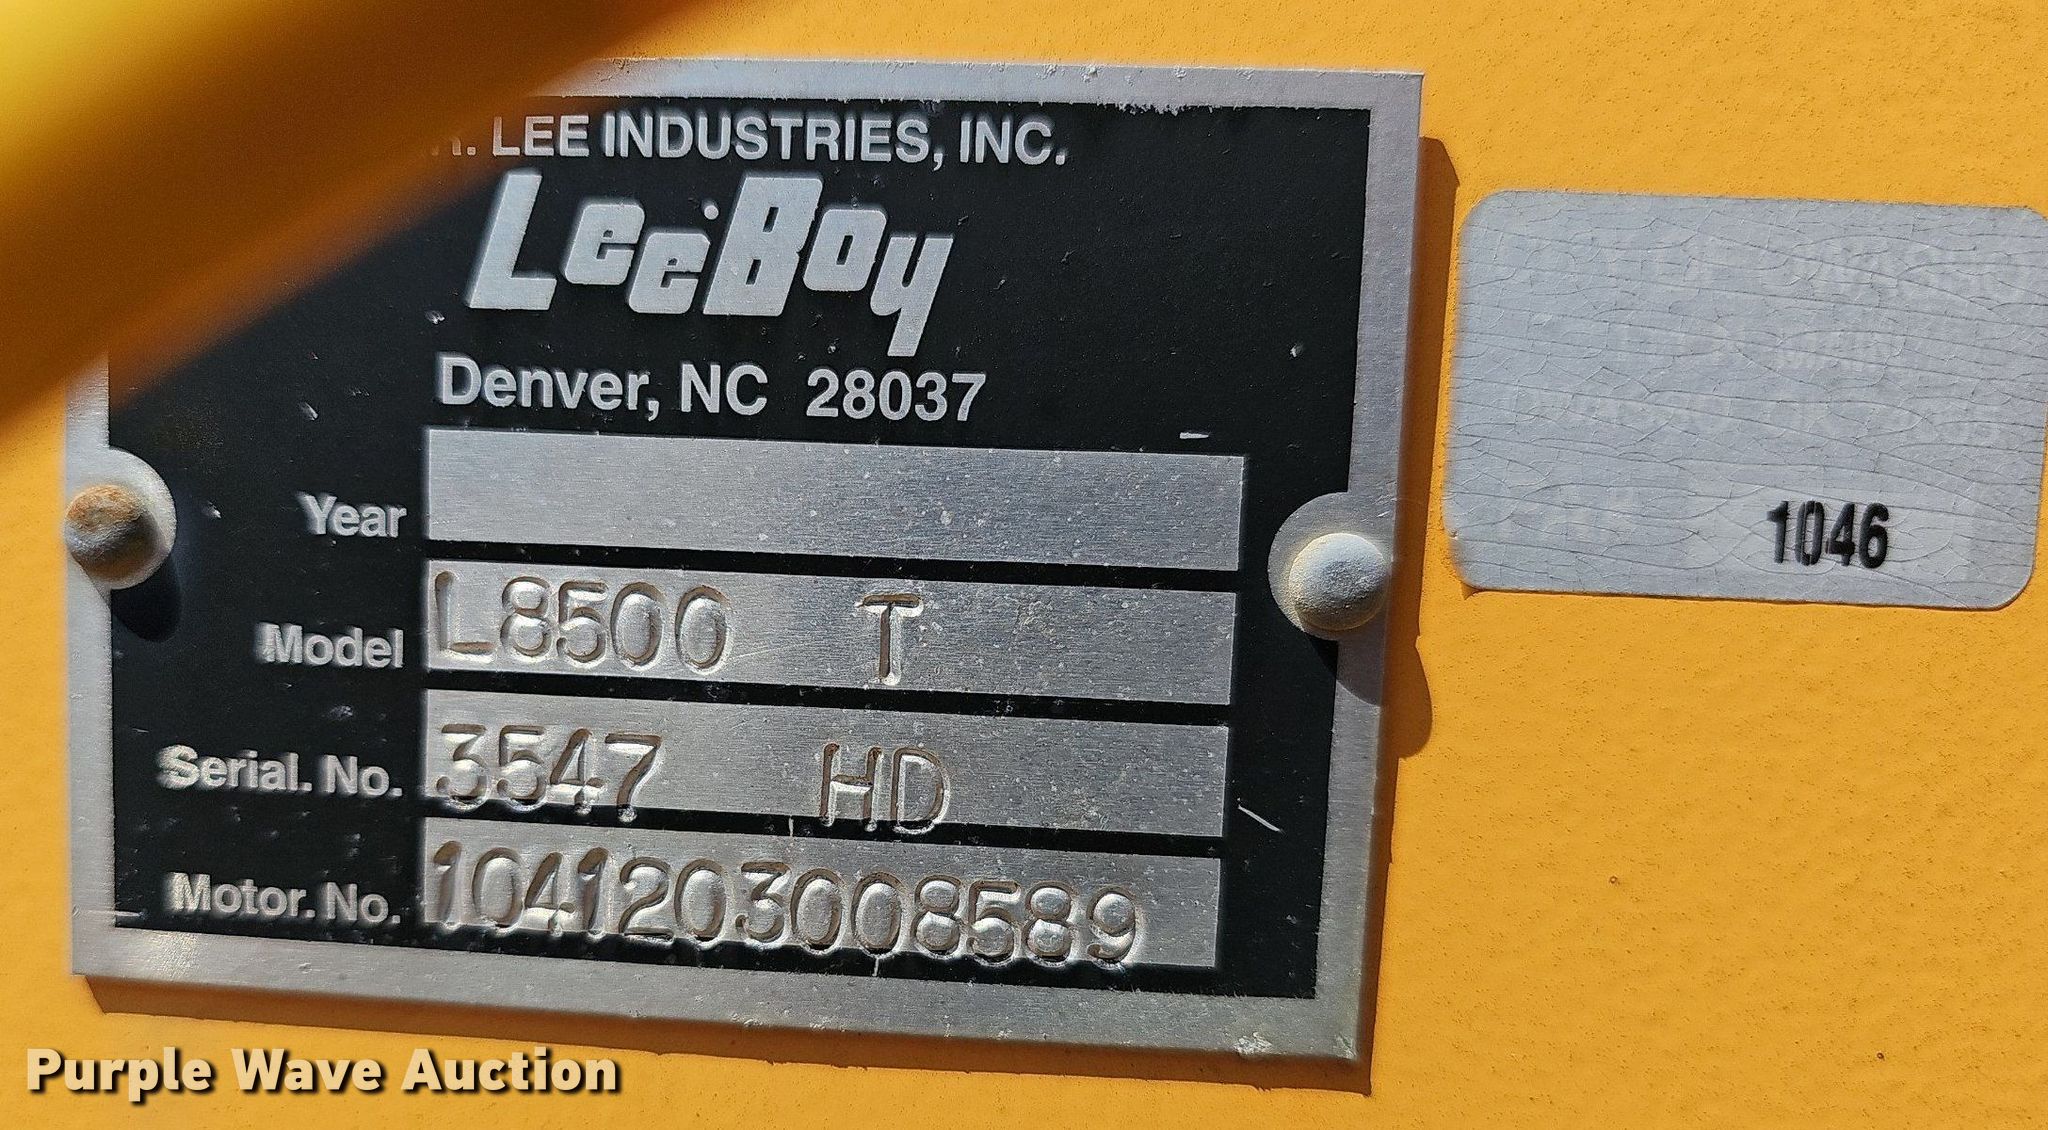 LEE INDUSTRIES, INC.
LeeBoy
Denver, NC 28037
Year
Model L8500 T
Serial. No. 3547 HD
Motor. No. 1041203008589
1046
Purple Wave Auction